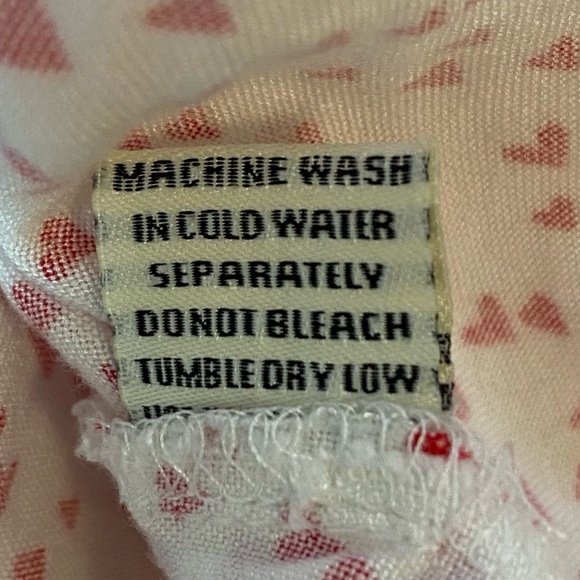 MACHINE WASH
IN COLD WATER
SEPARATELY
DO NOT BLEACH
TUMBLE DRY LOW